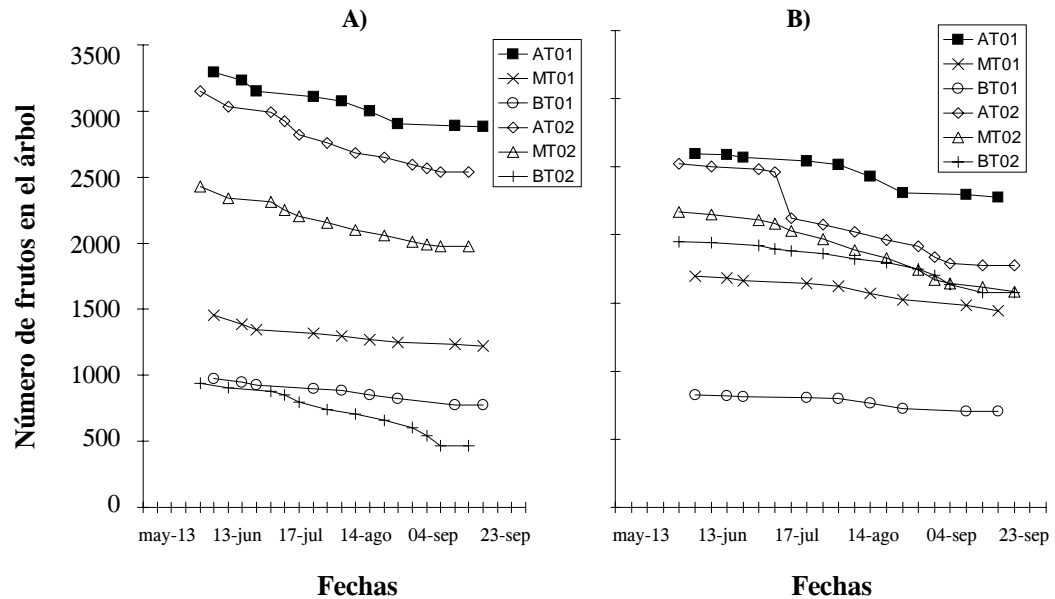 A)
B)
3500
3000
2500
2000
1500
1000
500
0
Número de frutos en el árbol
AT01
MT01
BT01
AT02
MT02
BT02
AT01
MT01
BT01
AT02
MT02
BT02
may-13 13-jun 17-jul 14-ago 04-sep 23-sep
may-13 13-jun 17-jul 14-ago 04-sep 23-sep
Fechas
Fechas